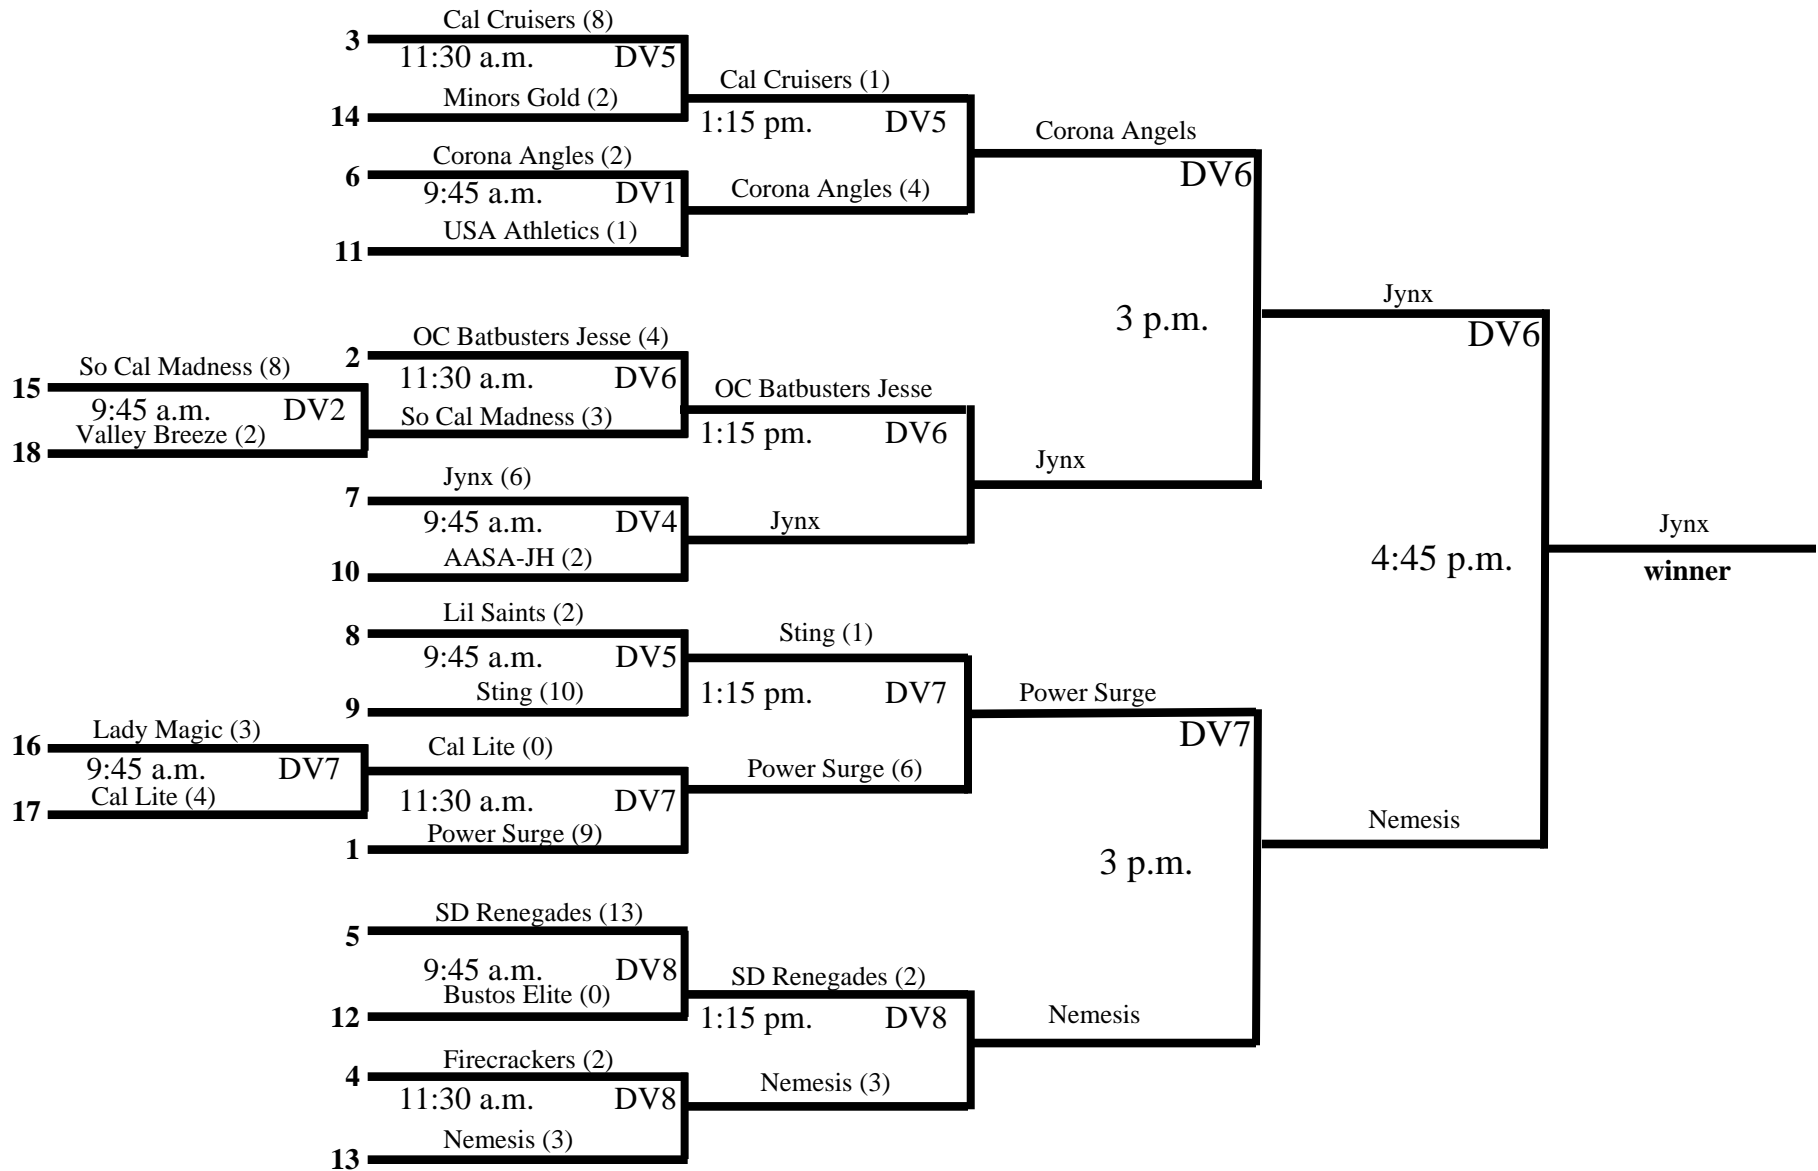 Cal Cruisers (8)
3
11:30 a.m. DV5
Minors Gold (2)
14
Cal Cruisers (1)
1:15 pm. DV5
Corona Angles (2)
6
9:45 a.m. DV1
USA Athletics (1)
11
Corona Angles (4)
Corona Angels
DV6
3 p.m.
OC Batbusters Jesse (4)
2
11:30 a.m. DV6
So Cal Madness (3)
So Cal Madness (8)
15
9:45 a.m. DV2
Valley Breeze (2)
18
OC Batbusters Jesse
1:15 pm. DV6
Jynx (6)
7
9:45 a.m. DV4
AASA-JH (2)
10
Jynx
Jynx
Jynx
DV6
4:45 p.m.
Jynx
winner
Lil Saints (2)
8
9:45 a.m. DV5
Sting (10)
9
Sting (1)
1:15 pm. DV7
Lady Magic (3)
16
9:45 a.m. DV7
Cal Lite (4)
17
Cal Lite (0)
11:30 a.m. DV7
Power Surge (9)
1
Power Surge (6)
Power Surge
DV7
3 p.m.
Nemesis
SD Renegades (13)
5
9:45 a.m. DV8
Bustos Elite (0)
12
SD Renegades (2)
1:15 pm. DV8
Nemesis
Firecrackers (2)
4
11:30 a.m. DV8
Nemesis (3)
13
Nemesis (3)